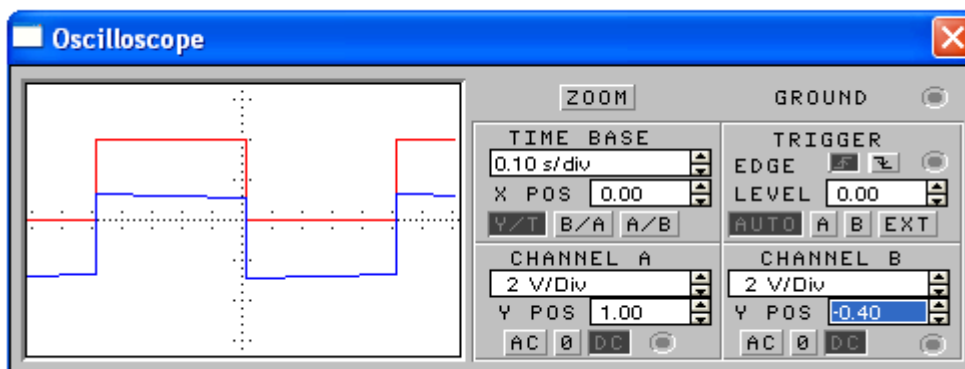 Oscilloscope
ZOOM
GROUND
TIME BASE
0.10 s/div
X POS 0.00
Y/T B/A A/B
TRIGGER
EDGE
LEVEL 0.00
AUTO A B EXT
CHANNEL A
2 V/Div
Y POS 1.00
AC 0 DC
CHANNEL B
2 V/Div
Y POS -0.40
AC 0 DC